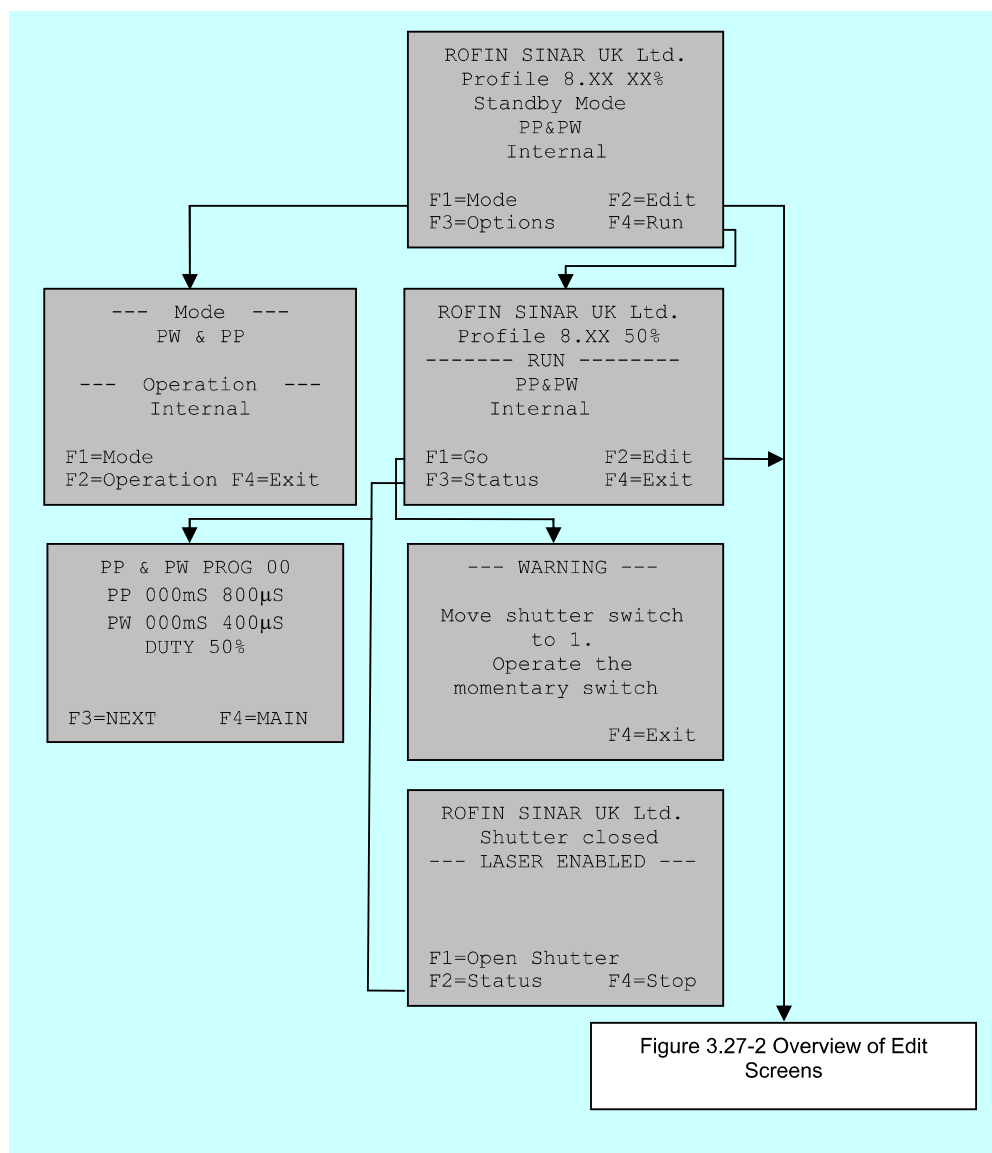 ROFIN SINAR UK Ltd.
Profile 8.XX XX%
Standby Mode
PP&PW
Internal
F1=Mode F2=Edit
F3=Options F4=Run
--- Mode ---
PW & PP
--- Operation ---
Internal
F1=Mode
F2=Operation F4=Exit
ROFIN SINAR UK Ltd.
Profile 8.XX 50%
------- RUN --------
PP&PW
Internal
F1=Go F2=Edit
F3=Status F4=Exit
PP & PW PROG 00
PP 000mS 800µS
PW 000mS 400µS
DUTY 50%
F3=NEXT F4=MAIN
--- WARNING ---
Move shutter switch
to 1.
Operate the
momentary switch
F4=Exit
ROFIN SINAR UK Ltd.
Shutter closed
--- LASER ENABLED ---
F1=Open Shutter
F2=Status F4=Stop
Figure 3.27-2 Overview of Edit
Screens